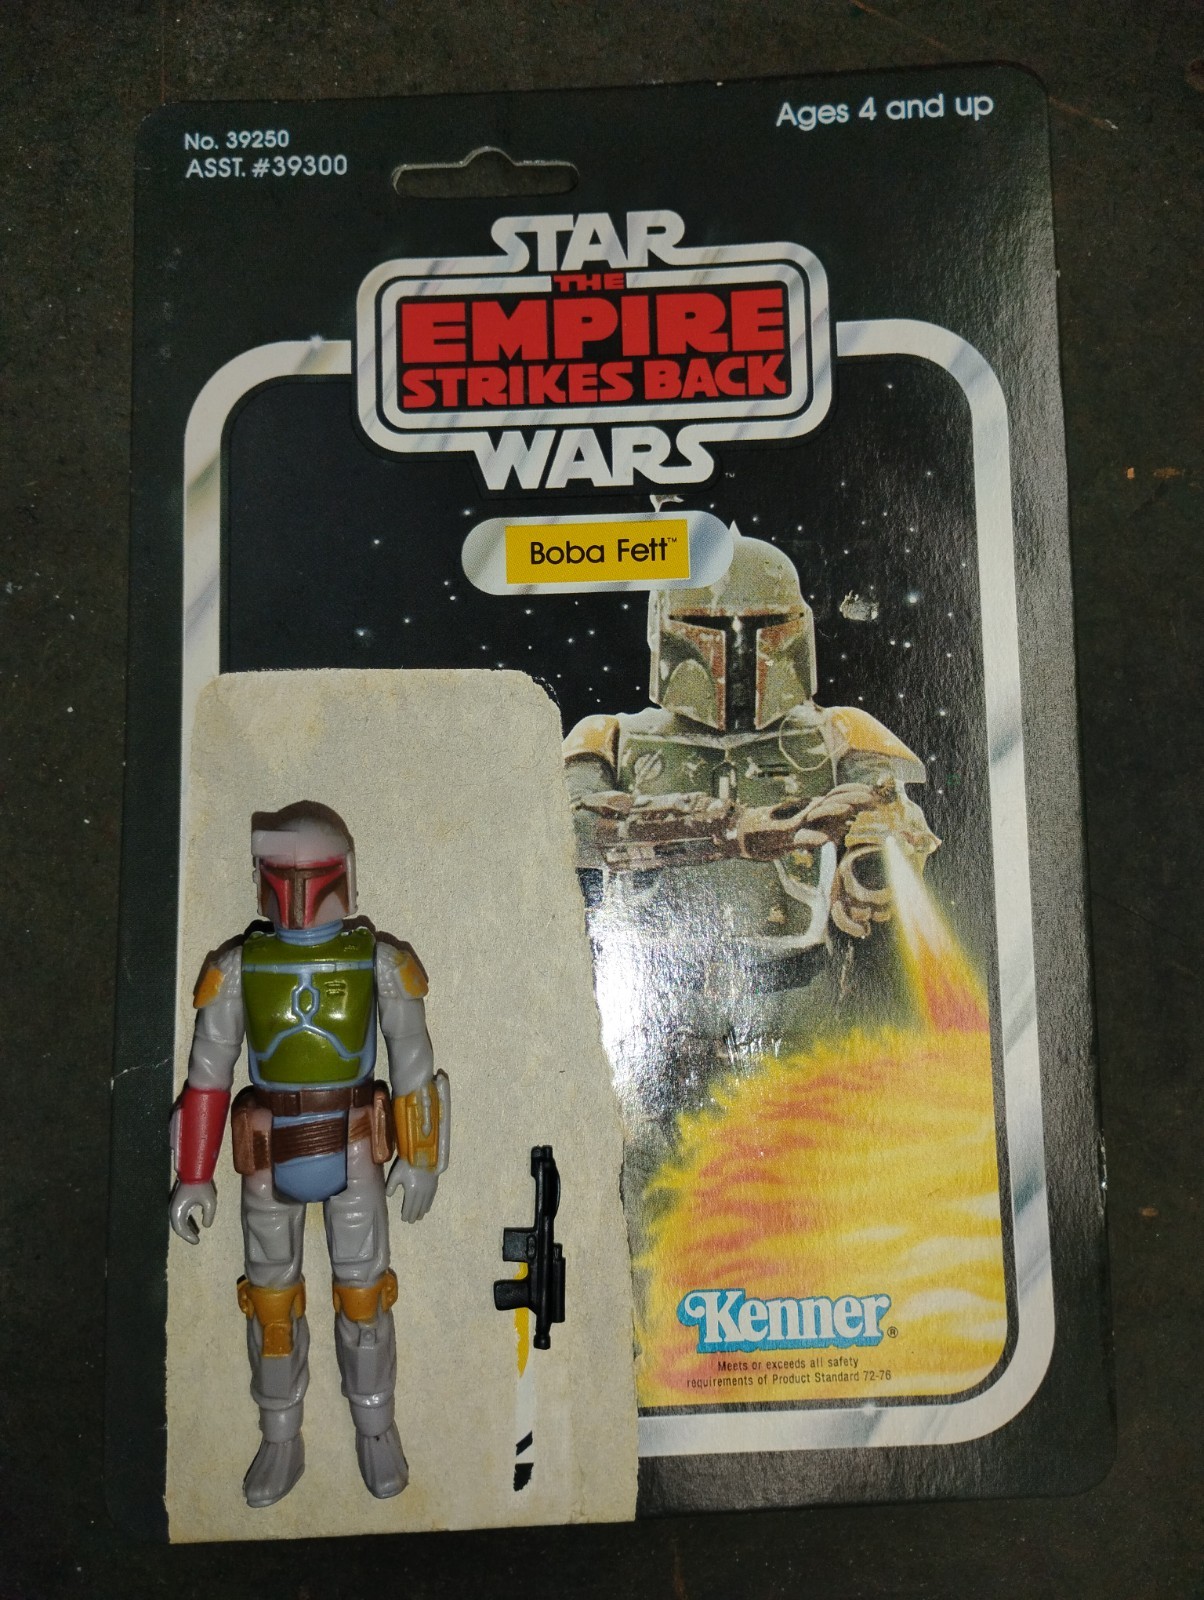 No. 39250
ASST. #39300
Ages 4 and up
STAR
THE
EMPIRE
STRIKES BACK
WARS™
Boba Fett™
Kenner®
Meets or exceeds all safety
requirements of Product Standard 72-76